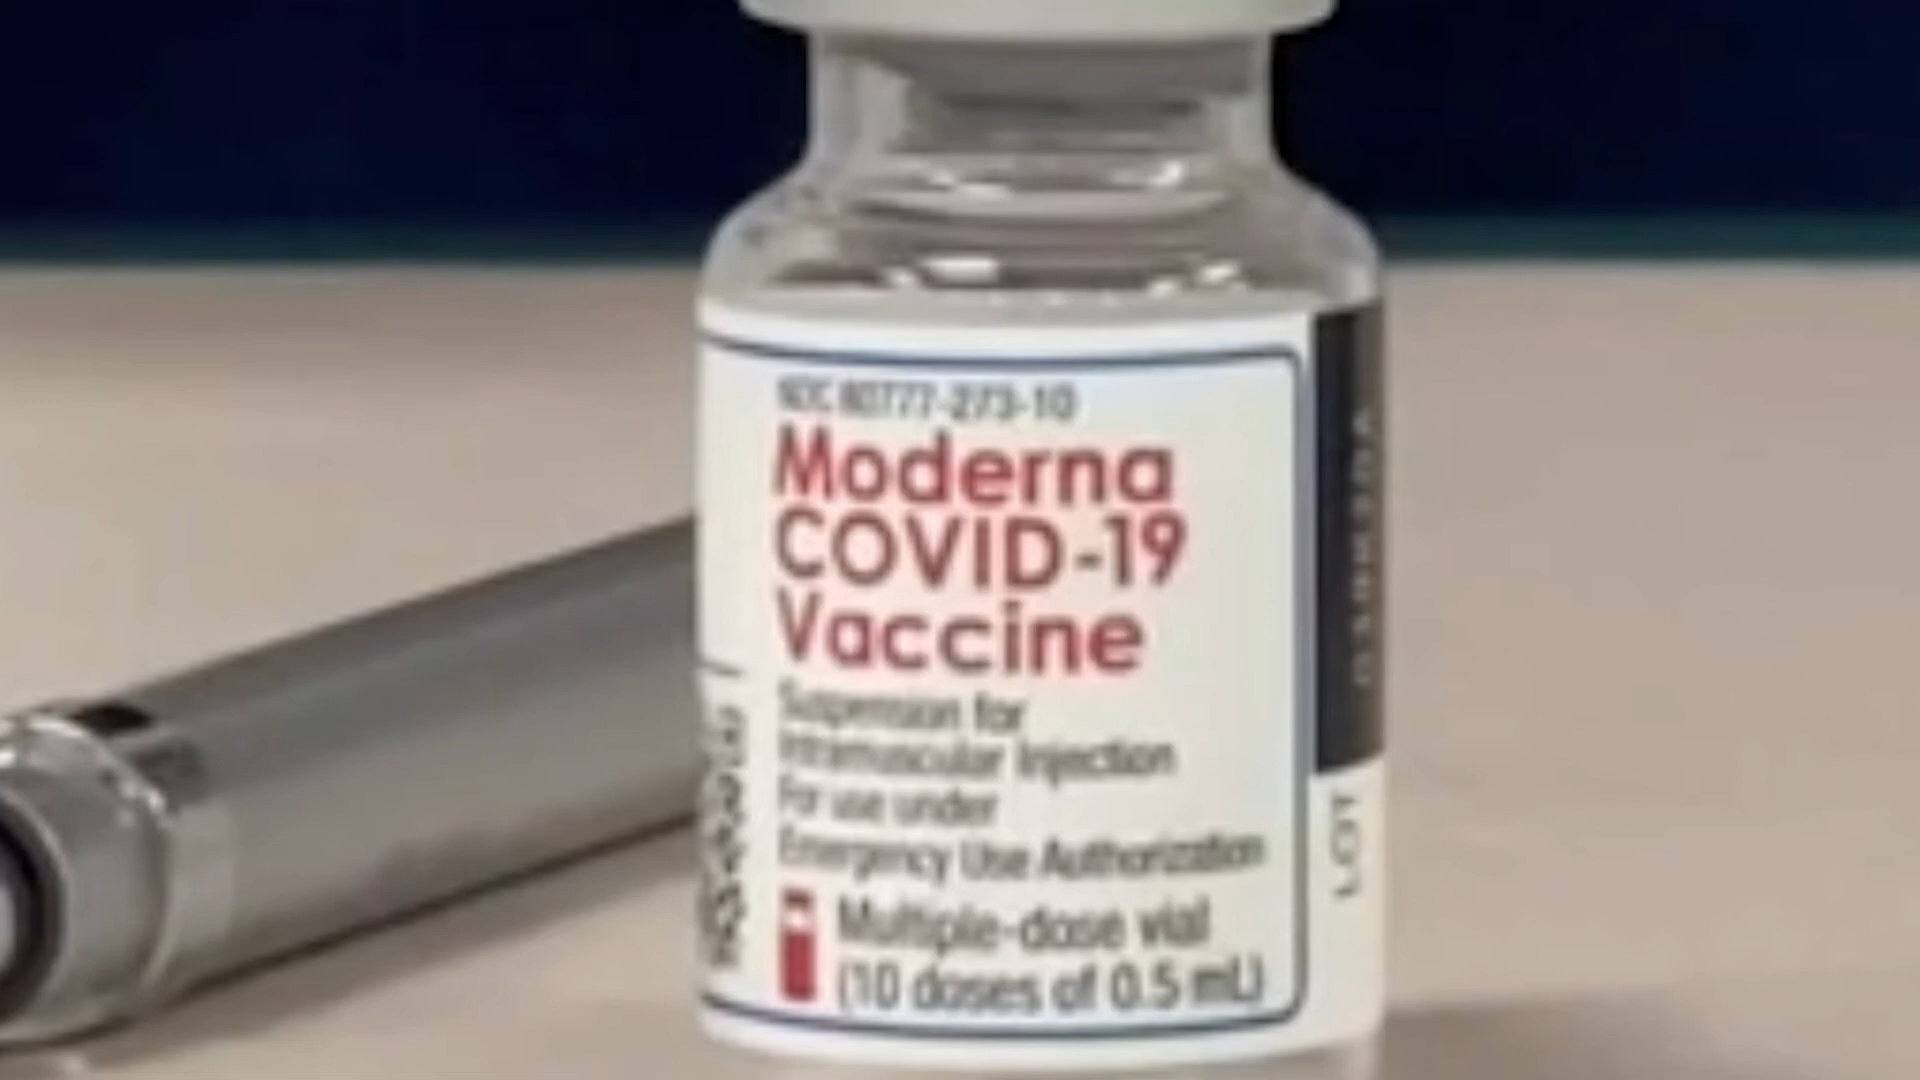 NDC 80777-273-10
Moderna
COVID-19
Vaccine
Suspension for
Intramuscular Injection
For use under
Emergency Use Authorization
Multiple-dose vial
(10 doses of 0.5 mL)
LOT